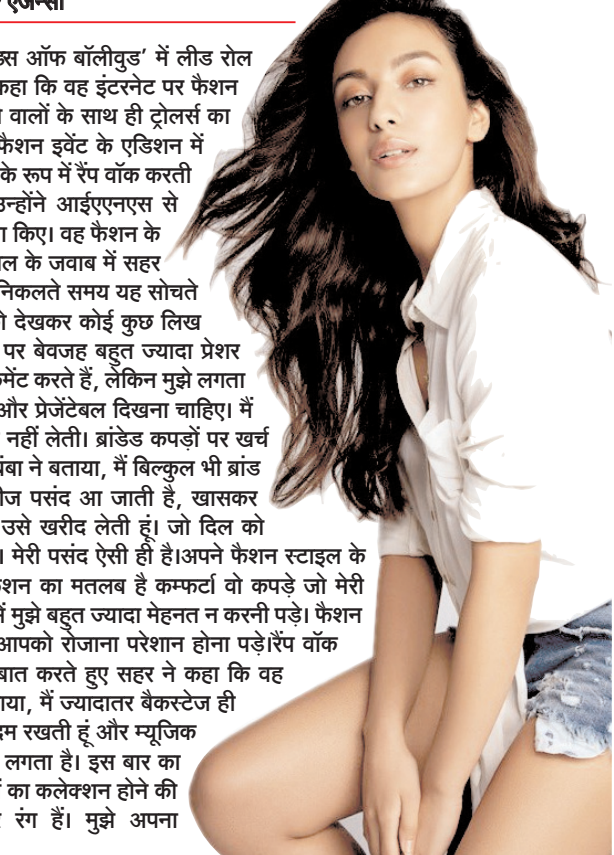 एजेन्सी
ऑफ बॉलीवुड’ में लीड रोल
कहा कि वह इंटरनेट पर फैशन
वालों के साथ ही ट्रोलर्स का
फैशन इवेंट के एडिशन में
के रूप में रैंप वॉक करती
उन्होंने आईएएनएस से
किए। वह फैशन के
के जवाब में सहर
निकलते समय यह सोचते
देखकर कोई कुछ लिख
पर बेवजह बहुत ज्यादा प्रेशर
करते हैं, लेकिन मुझे लगता
और प्रेजेंटेबल दिखना चाहिए। मैं
नहीं लेती। ब्रांडेड कपड़ों पर खर्च
ने बताया, मैं बिल्कुल भी ब्रांड
पसंद आ जाती है, खासकर
उसे खरीद लेती हूं। जो दिल को
मेरी पसंद ऐसी ही है।अपने फैशन स्टाइल के
का मतलब है कम्फर्टा वो कपड़े जो मेरी
मुझे बहुत ज्यादा मेहनत न करनी पड़े। फैशन
आपको रोजाना परेशान होना पड़े।रैंप वॉक
बात करते हुए सहर ने कहा कि वह
मैं ज्यादातर बैकस्टेज ही
रखती हूं और म्यूजिक
लगता है। इस बार का
का कलेक्शन होने की
रंग हैं। मुझे अपना